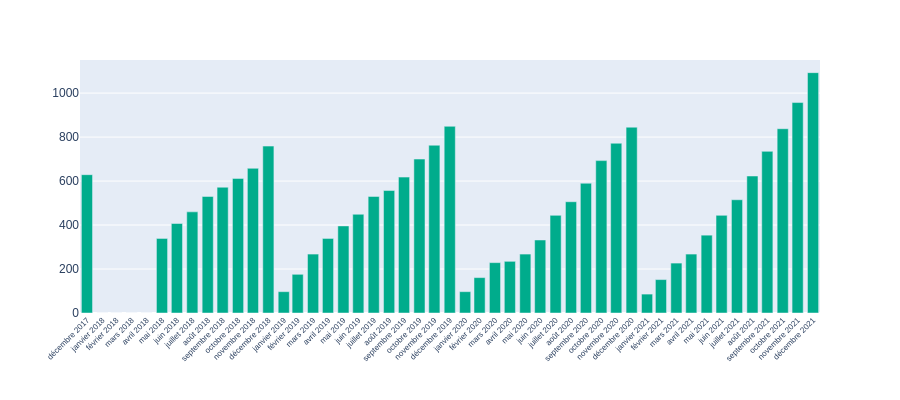 1000
800
600
400
200
0
décembre 2017
janvier 2018
février 2018
mars 2018
avril 2018
mai 2018
juin 2018
juillet 2018
août 2018
septembre 2018
octobre 2018
novembre 2018
décembre 2018
janvier 2019
février 2019
mars 2019
avril 2019
mai 2019
juin 2019
juillet 2019
août 2019
septembre 2019
octobre 2019
novembre 2019
décembre 2019
janvier 2020
février 2020
mars 2020
avril 2020
mai 2020
juin 2020
juillet 2020
août 2020
septembre 2020
octobre 2020
novembre 2020
décembre 2020
janvier 2021
février 2021
mars 2021
avril 2021
mai 2021
juin 2021
juillet 2021
août 2021
septembre 2021
octobre 2021
novembre 2021
décembre 2021